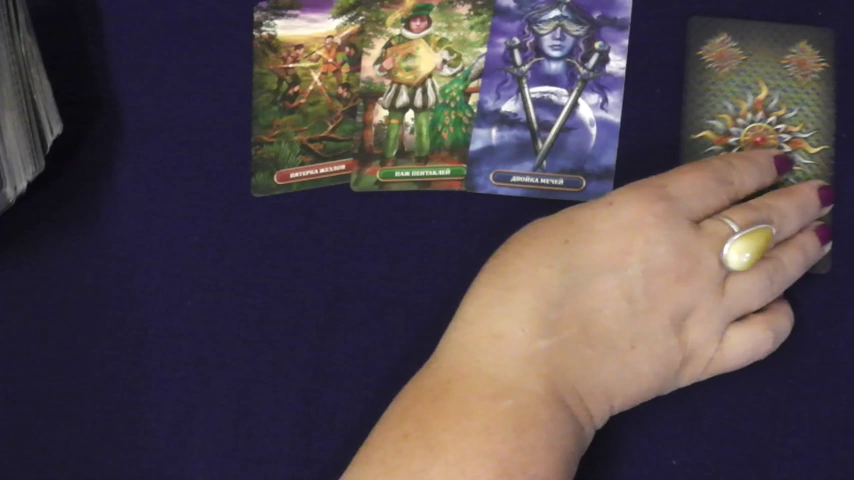 ПЯТЕРКА ЖЕЗЛОВ
ПАЖ ПЕНТАКЛЕЙ
ДВОЙКА МЕЧЕЙ